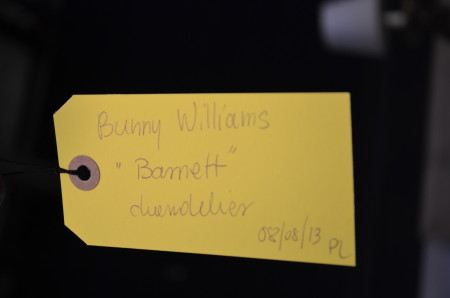 Bunny Williams
"Barnett"
chandelier
08/08/13 PL